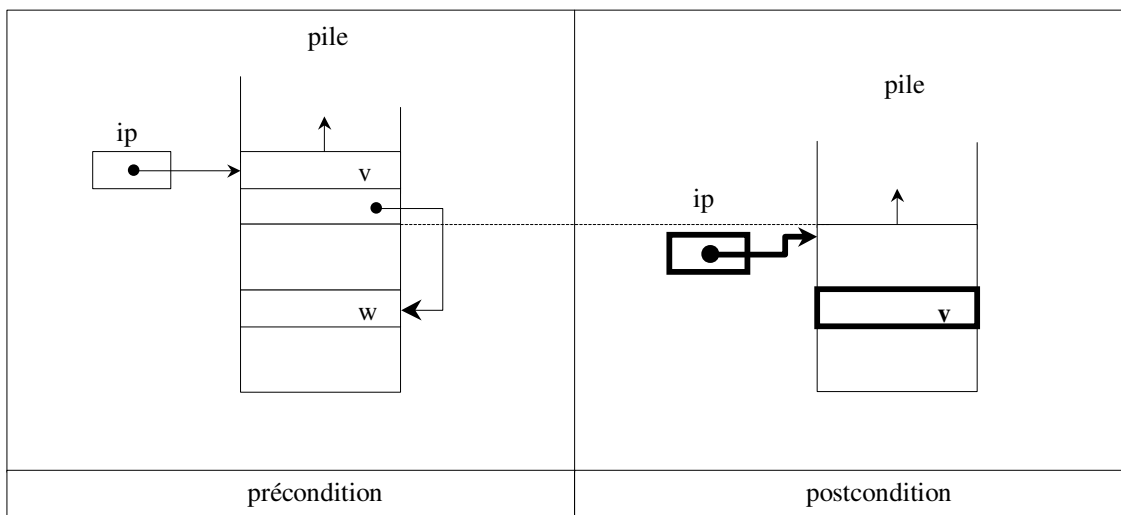 pile
ip
v
w
précondition
pile
ip
v
postcondition